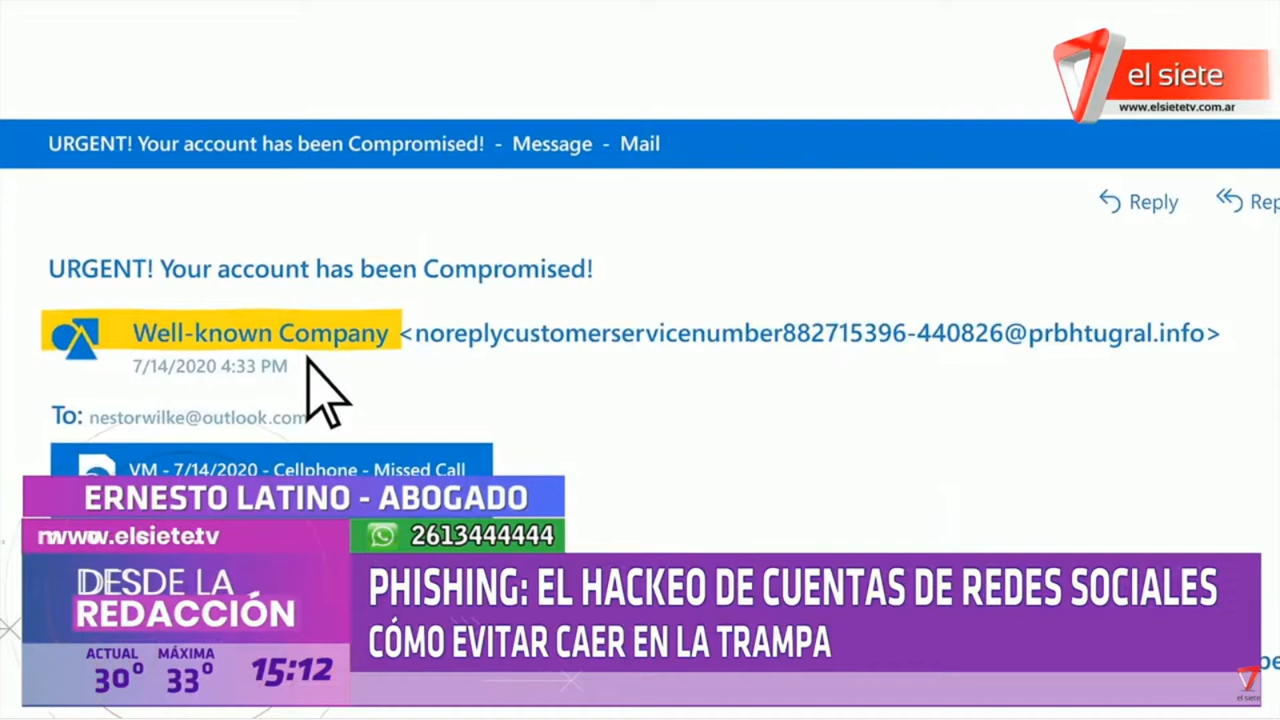 el siete
www.elsietetv.com.ar
URGENT! Your account has been Compromised! - Message - Mail
Reply
Rep
URGENT! Your account has been Compromised!
Well-known Company <noreplycustomerservicenumber882715396-440826@prbhtugral.info>
7/14/2020 4:33 PM
To: nestorwilke@outlook.com
VM - 7/14/2020 - Cellphone - Missed Call
ERNESTO LATINO - ABOGADO
www.elsiete.tv
2613444444
DESDE LA
REDACCIÓN
PHISHING: EL HACKEO DE CUENTAS DE REDES SOCIALES
CÓMO EVITAR CAER EN LA TRAMPA
ACTUAL MÁXIMA
30° 33° 15:12
el siete